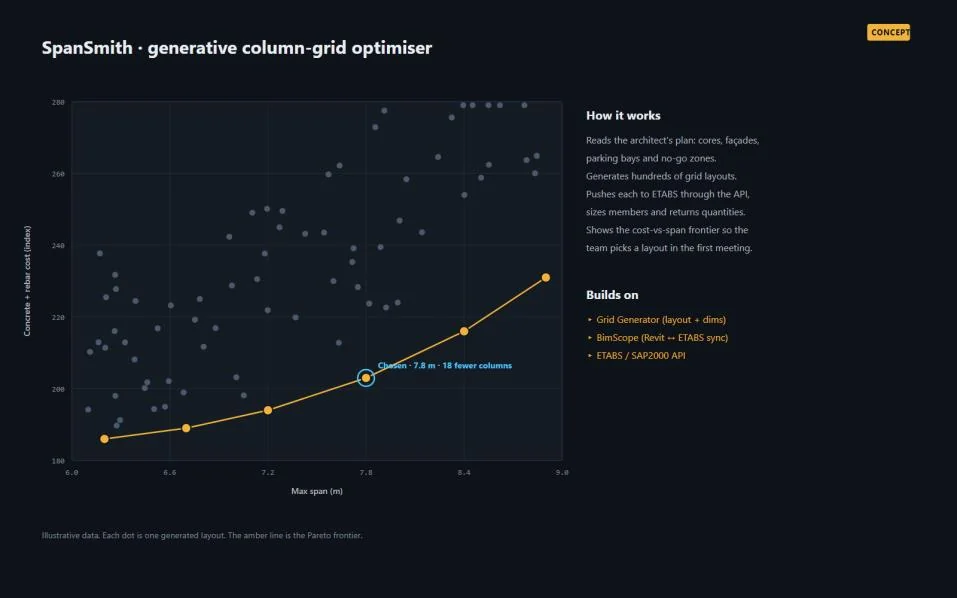 SpanSmith · generative column-grid optimiser
CONCEPT
280
260
240
220
200
180
6.0
6.6
7.2
7.8
8.4
9.0
Concrete + rebar cost (index)
Max span (m)
Chosen · 7.8 m · 18 fewer columns
How it works
Reads the architect's plan: cores, façades,
parking bays and no-go zones.
Generates hundreds of grid layouts.
Pushes each to ETABS through the API,
sizes members and returns quantities.
Shows the cost-vs-span frontier so the
team picks a layout in the first meeting.
Builds on
‣ Grid Generator (layout + dims)
‣ BimScope (Revit ↔ ETABS sync)
‣ ETABS / SAP2000 API
Illustrative data. Each dot is one generated layout. The amber line is the Pareto frontier.